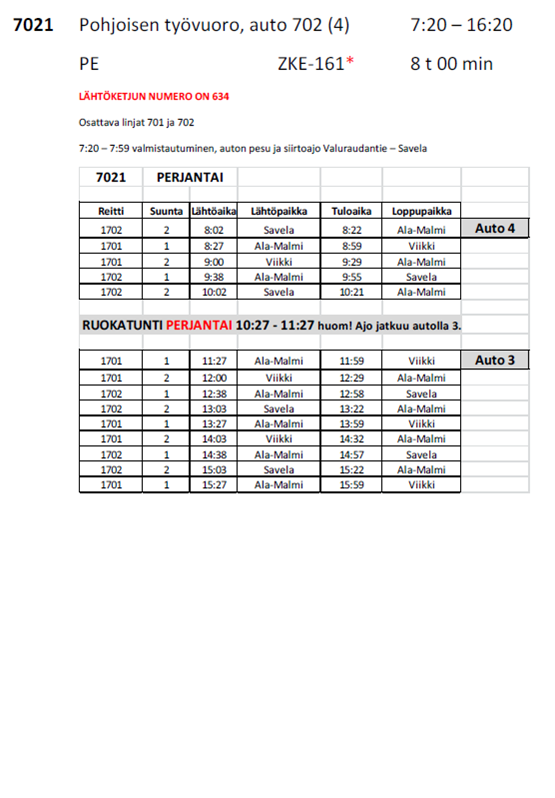 7021 Pohjoisen työvuoro, auto 702 (4) 7:20 – 16:20
PE ZKE-161* 8 t 00 min
LÄHTÖKETJUN NUMERO ON 634
Osattava linjat 701 ja 702
7:20 – 7:59 valmistautuminen, auton pesu ja siirtoajo Valuraudantie – Savela
7021 PERJANTAI
Reitti Suunta Lähtöaika Lähtöpaikka Tuloaika Loppupaikka
1702 2 8:02 Savela 8:22 Ala-Malmi Auto 4
1701 1 8:27 Ala-Malmi 8:59 Viikki
1701 2 9:00 Viikki 9:29 Ala-Malmi
1702 1 9:38 Ala-Malmi 9:55 Savela
1702 2 10:02 Savela 10:21 Ala-Malmi
RUOKATUNTI PERJANTAI 10:27 - 11:27 huom! Ajo jatkuu autolla 3.
1701 1 11:27 Ala-Malmi 11:59 Viikki Auto 3
1701 2 12:00 Viikki 12:29 Ala-Malmi
1702 1 12:38 Ala-Malmi 12:58 Savela
1702 2 13:03 Savela 13:22 Ala-Malmi
1701 1 13:27 Ala-Malmi 13:59 Viikki
1701 2 14:03 Viikki 14:32 Ala-Malmi
1702 1 14:38 Ala-Malmi 14:57 Savela
1702 2 15:03 Savela 15:22 Ala-Malmi
1701 1 15:27 Ala-Malmi 15:59 Viikki